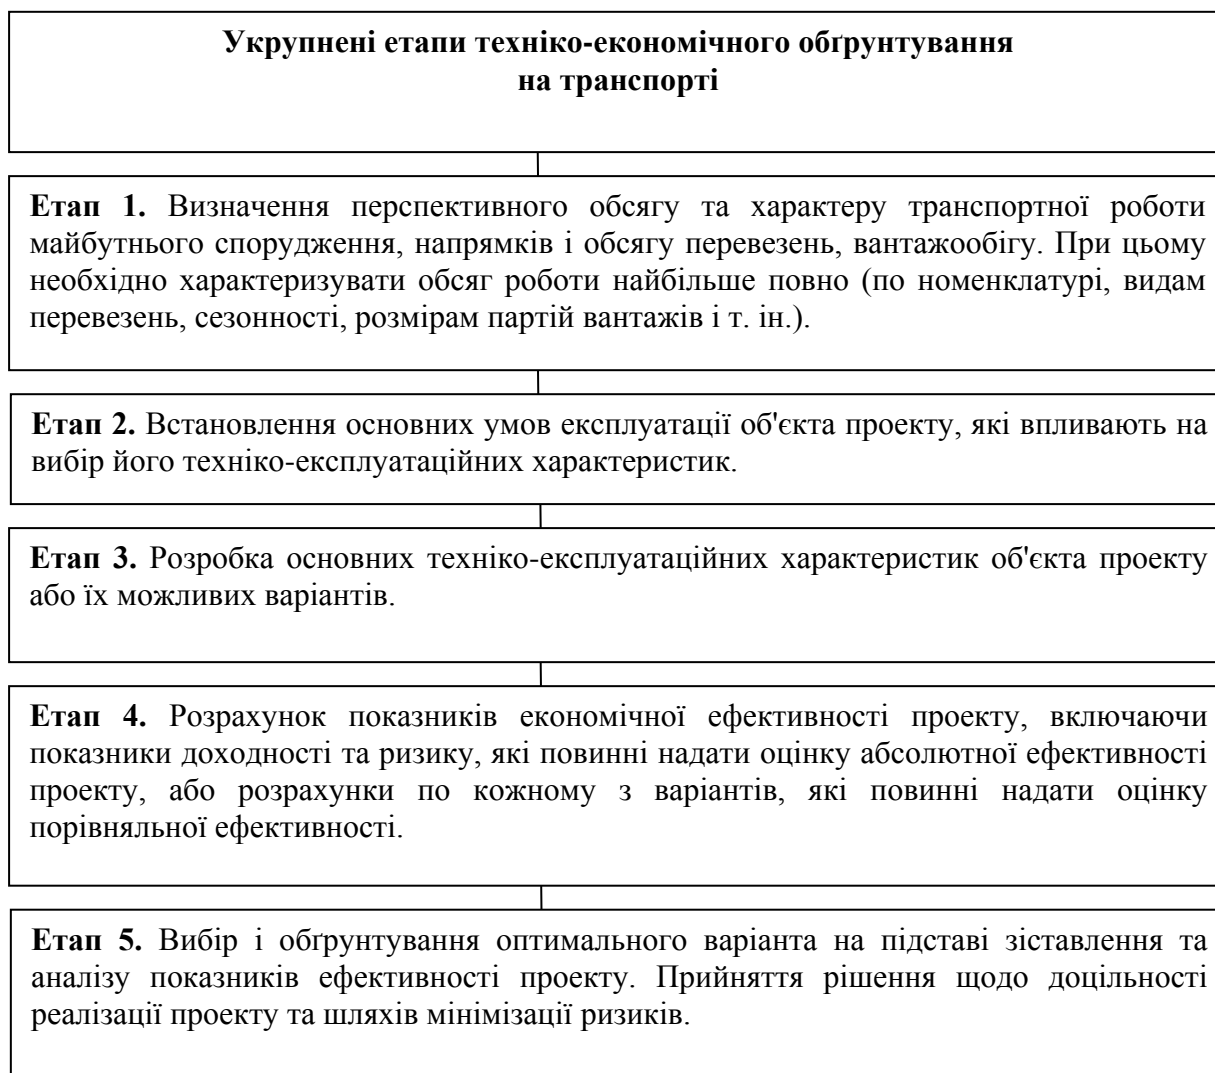 Укрупнені етапи техніко-економічного обґрунтування
на транспорті
Етап 1. Визначення перспективного обсягу та характеру транспортної роботи
майбутнього спорудження, напрямків і обсягу перевезень, вантажообігу. При цьому
необхідно характеризувати обсяг роботи найбільше повно (по номенклатурі, видам
перевезень, сезонності, розмірам партій вантажів і т. ін.).
Етап 2. Встановлення основних умов експлуатації об'єкта проекту, які впливають на
вибір його техніко-експлуатаційних характеристик.
Етап 3. Розробка основних техніко-експлуатаційних характеристик об'єкта проекту
або їх можливих варіантів.
Етап 4. Розрахунок показників економічної ефективності проекту, включаючи
показники доходності та ризику, які повинні надати оцінку абсолютної ефективності
проекту, або розрахунки по кожному з варіантів, які повинні надати оцінку
порівняльної ефективності.
Етап 5. Вибір і обґрунтування оптимального варіанта на підставі зіставлення та
аналізу показників ефективності проекту. Прийняття рішення щодо доцільності
реалізації проекту та шляхів мінімізації ризиків.